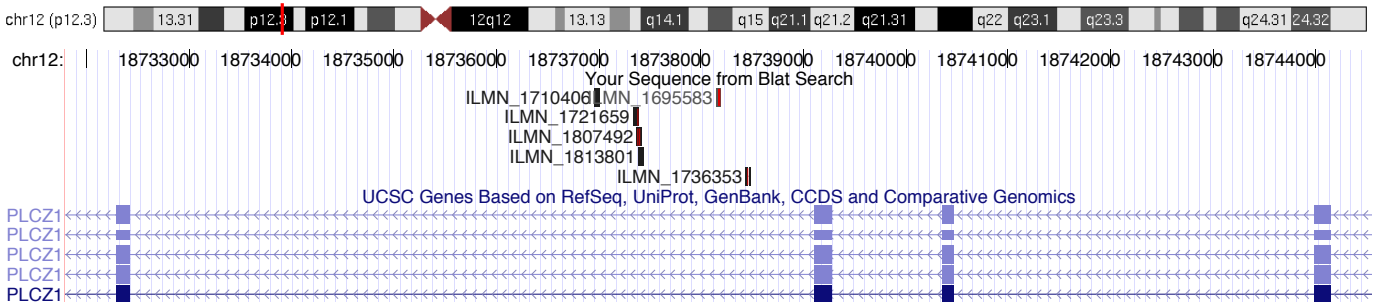 chr12 (p12.3) 13.31 p12.3 p12.1 12q12 13.13 q14.1 q15 q21.1 q21.2 q21.31 q22 q23.1 q23.3 q24.31 24.32
chr12: 18733000 18734000 18735000 18736000 18737000 18738000 18739000 18740000 18741000 18742000 18743000 18744000
Your Sequence from Blat Search
ILMN_1710406 ILMN_1695583
ILMN_1721659
ILMN_1807492
ILMN_1813801
ILMN_1736353
UCSC Genes Based on RefSeq, UniProt, GenBank, CCDS and Comparative Genomics
PLCZ1
PLCZ1
PLCZ1
PLCZ1
PLCZ1